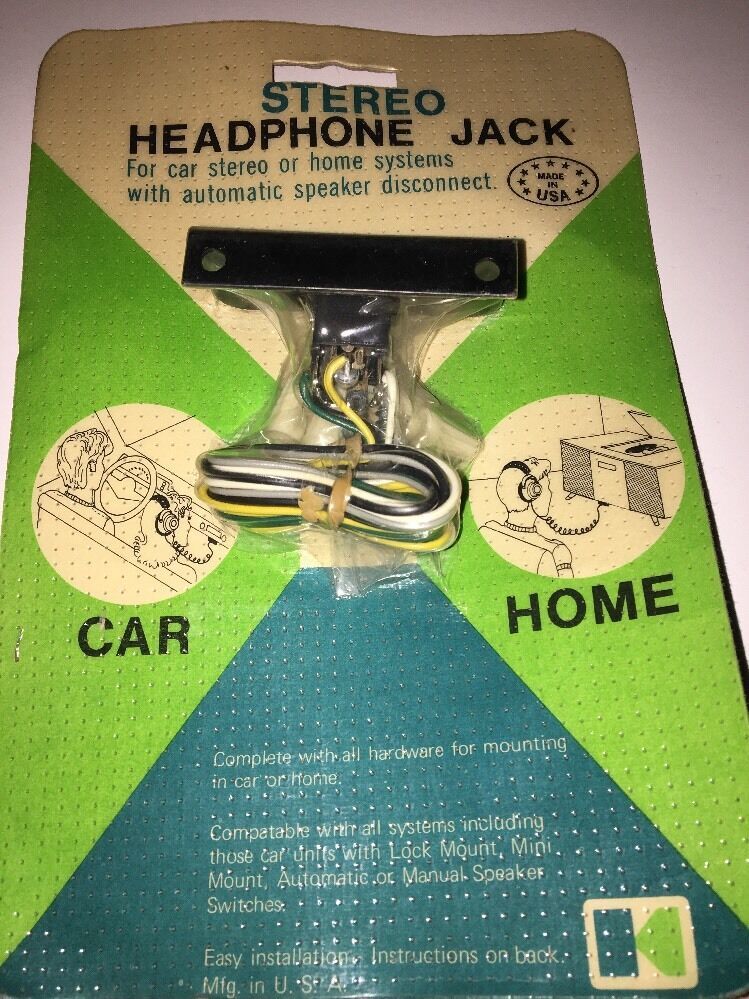 STEREO
HEADPHONE JACK
For car stereo or home systems
with automatic speaker disconnect.
MADE
IN
USA
CAR
HOME
Complete with all hardware for mounting
in car or home.
Compatable with all systems including
those car units with Lock Mount, Mini
Mount, Automatic or Manual Speaker
Switches.
Easy installation. Instructions on back.
Mfg. in U. S. A.